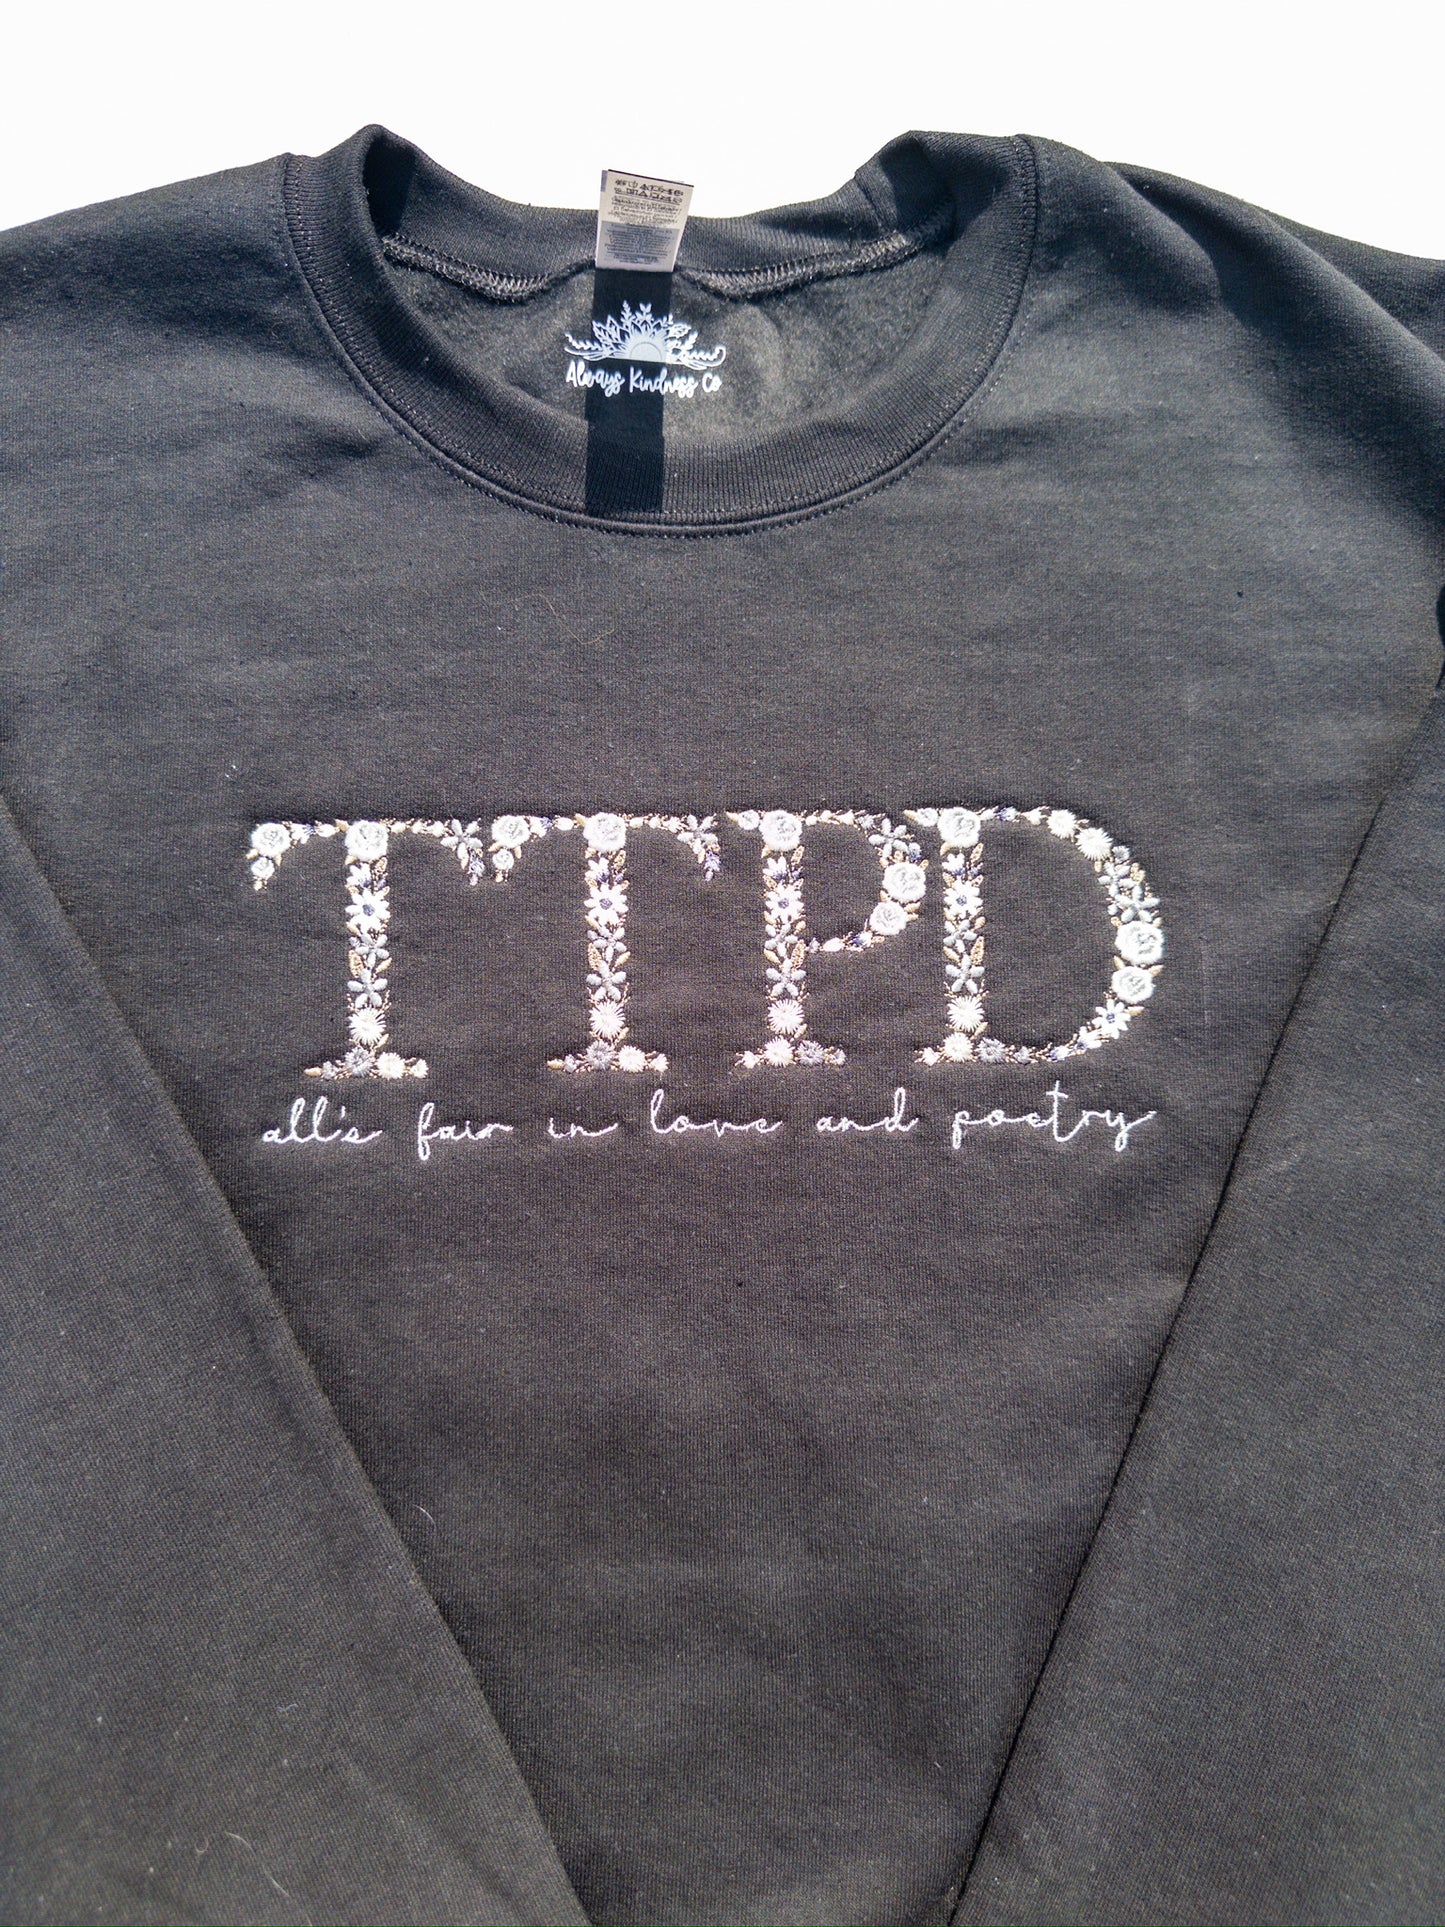 Always Kindness Co
TTPD
all's fair in love and poetry